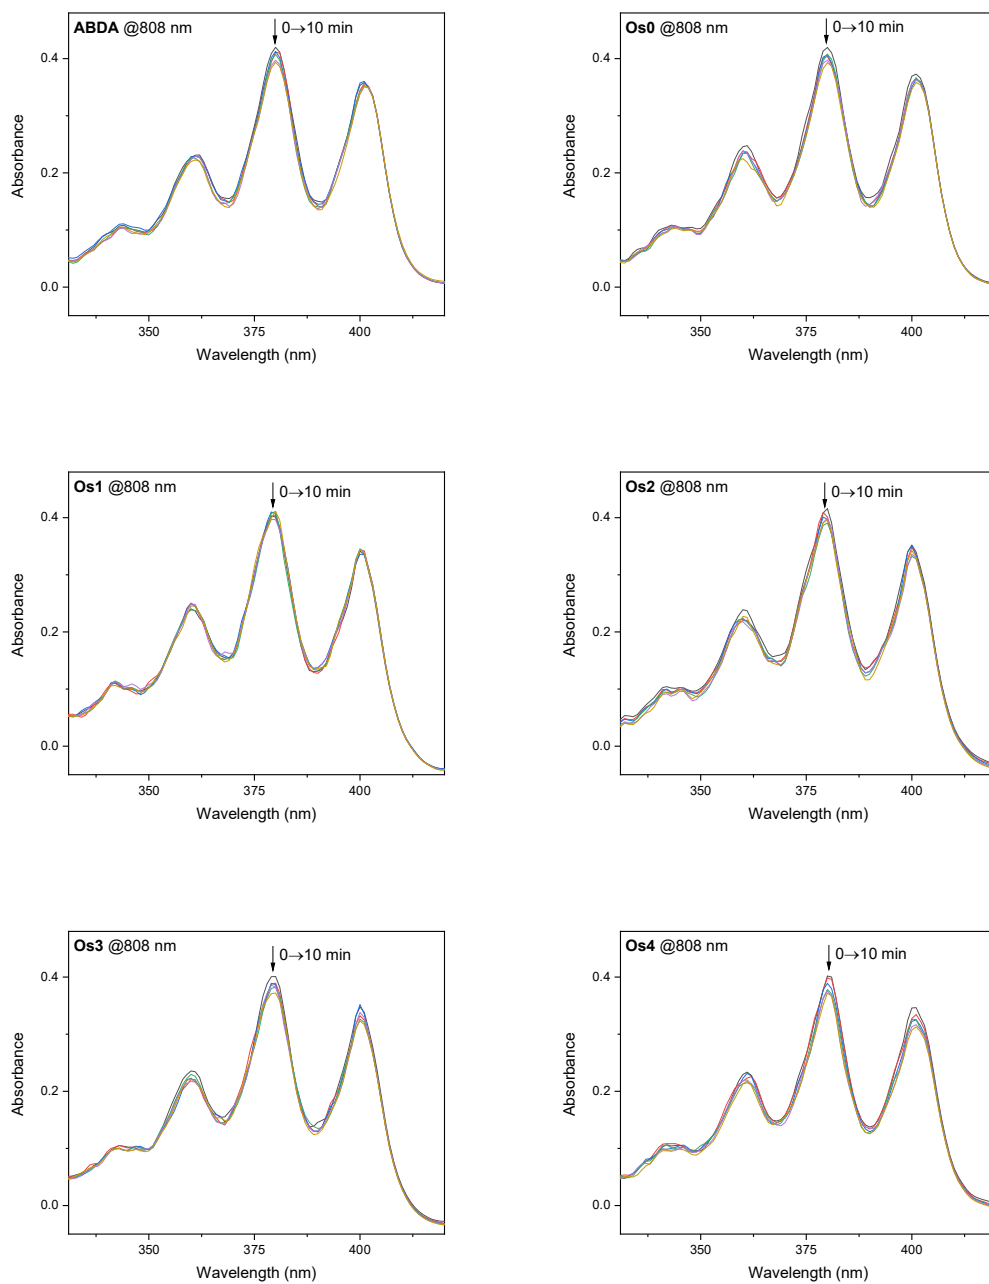 ABDA @808 nm
0→10 min
0.4
0.2
0.0
Absorbance
350
375
400
Wavelength (nm)
Os0 @808 nm
0→10 min
0.4
0.2
0.0
Absorbance
350
375
400
Wavelength (nm)
Os1 @808 nm
0→10 min
0.4
0.2
0.0
Absorbance
350
375
400
Wavelength (nm)
Os2 @808 nm
0→10 min
0.4
0.2
0.0
Absorbance
350
375
400
Wavelength (nm)
Os3 @808 nm
0→10 min
0.4
0.2
0.0
Absorbance
350
375
400
Wavelength (nm)
Os4 @808 nm
0→10 min
0.4
0.2
0.0
Absorbance
350
375
400
Wavelength (nm)